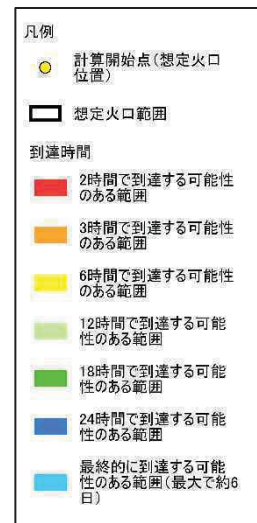 凡例
計算開始点(想定火口
位置)
想定火口範囲
到達時間
2時間で到達する可能性
のある範囲
3時間で到達する可能性
のある範囲
6時間で到達する可能性
のある範囲
12時間で到達する可能
性のある範囲
18時間で到達する可能
性のある範囲
24時間で到達する可能
性のある範囲
最終的に到達する可能
性のある範囲(最大で約6
日)